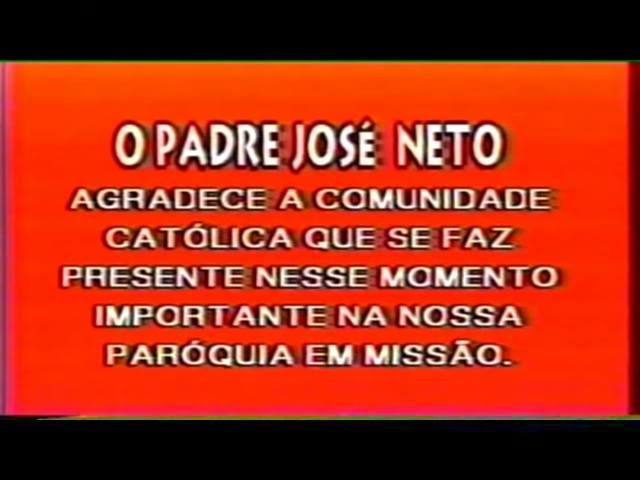 O PADRE JOSÉ NETO
AGRADECE A COMUNIDADE
CATÓLICA QUE SE FAZ
PRESENTE NESSE MOMENTO
IMPORTANTE NA NOSSA
PARÓQUIA EM MISSÃO.